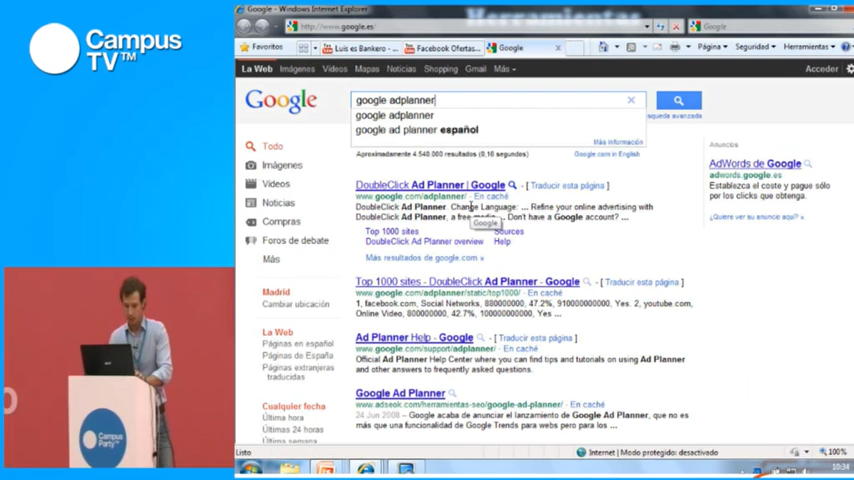 Campus
TV™
Google - Windows Internet Explorer
Herramientas
http://www.google.es/
Google
Favoritos
Luis es Bankero -...
Facebook Ofertas...
Google
Página
Seguridad
Herramientas
La Web Imágenes Vídeos Mapas Noticias Shopping Gmail Más
Acceder
Google
google adplanner
google adplanner
google ad planner español
Más información
squeda avanzada
Aproximadamente 4.540.000 resultados (0,16 segundos)
Google.com in English
Todo
Imágenes
Vídeos
Noticias
Compras
Foros de debate
Más
Madrid
Cambiar ubicación
La Web
Páginas en español
Páginas de España
Páginas extranjeras
traducidas
Cualquier fecha
Última hora
Últimas 24 horas
Última semana
DoubleClick Ad Planner | Google - [ Traducir esta página ]
www.google.com/adplanner/ - En caché
DoubleClick Ad Planner. Change Language: ... Refine your online advertising with
DoubleClick Ad Planner, a free media ... Don't have a Google account? ...
Google
Top 1000 sites Sources
DoubleClick Ad Planner overview Help
Más resultados de google.com »
Top 1000 sites - DoubleClick Ad Planner - Google - [ Traducir esta página ]
www.google.com/adplanner/static/top1000/ - En caché
1, facebook.com, Social Networks, 880000000, 47.2%, 910000000000, Yes. 2, youtube.com,
Online Video, 800000000, 42.7%, 100000000000, Yes ...
Ad Planner Help - Google - [ Traducir esta página ]
www.google.com/support/adplanner/ - En caché
Official Ad Planner Help Center where you can find tips and tutorials on using Ad Planner
and other answers to frequently asked questions.
Google Ad Planner
www.adseok.com/herramientas-seo/google-ad-planner/ - En caché
24 Jun 2008 – Google acaba de anunciar el lanzamiento de Google Ad Planner, que no es
más que una funcionalidad de Google Trends para webs pero para los ...
Anuncios
AdWords de Google
adwords.google.es
Establezca el coste y pague sólo
por los clicks que obtenga.
¿Quiere ver su anuncio aquí? »
Listo
Internet | Modo protegido: desactivado
100%
10:34
Campus
Party™